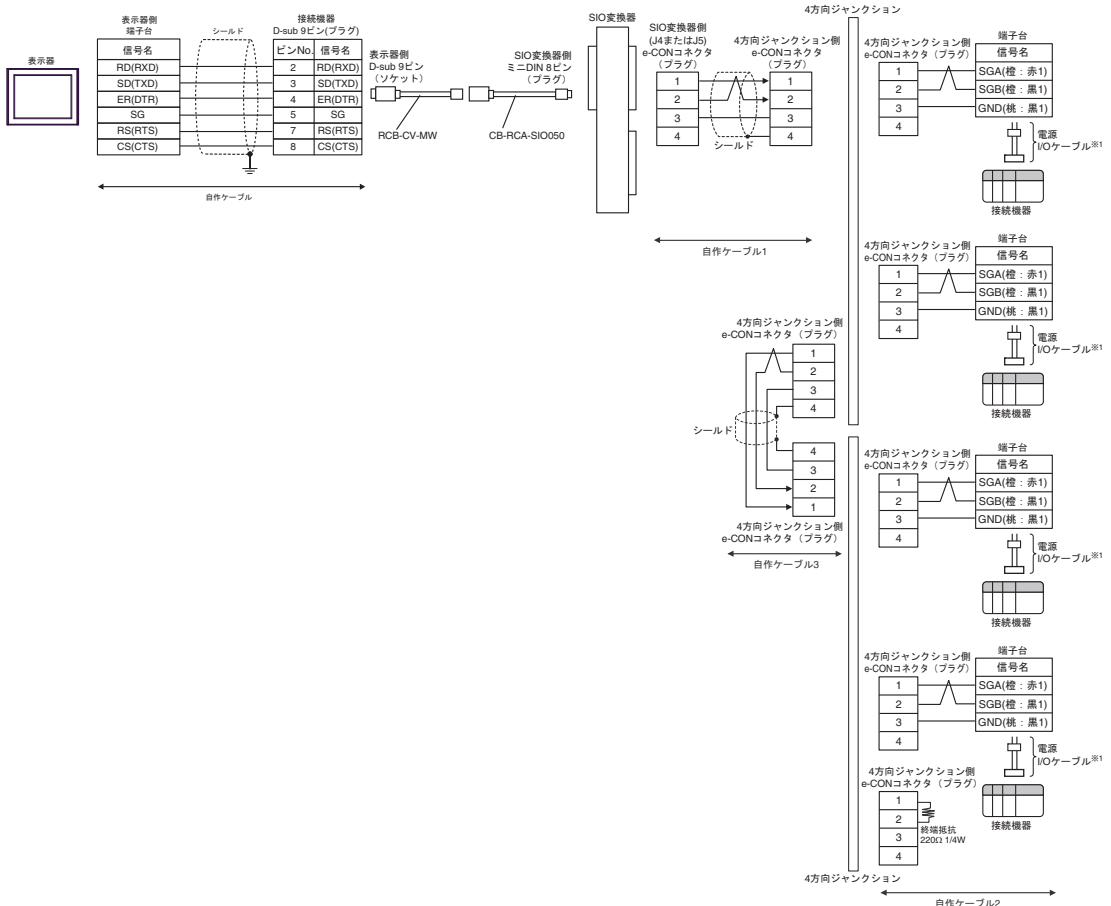 表示器
表示器側
端子台
信号名
RD(RXD)
SD(TXD)
ER(DTR)
SG
RS(RTS)
CS(CTS)
シールド
接続機器
D-sub 9ピン(プラグ)
ピンNo. 信号名
2 RD(RXD)
3 SD(TXD)
4 ER(DTR)
5 SG
7 RS(RTS)
8 CS(CTS)
自作ケーブル
表示器側
D-sub 9ピン
(ソケット)
RCB-CV-MW
SIO変換器側
ミニDIN 8ピン
(プラグ)
CB-RCA-SIO050
SIO変換器
SIO変換器側
(J4またはJ5)
e-CONコネクタ
(プラグ)
1
2
3
4
シールド
4方向ジャンクション側
e-CONコネクタ
(プラグ)
1
2
3
4
自作ケーブル1
4方向ジャンクション
4方向ジャンクション側
e-CONコネクタ(プラグ)
1
2
3
4
端子台
信号名
SGA(橙:赤1)
SGB(橙:黒1)
GND(桃:黒1)
電源
I/Oケーブル※1
接続機器
4方向ジャンクション側
e-CONコネクタ(プラグ)
1
2
3
4
端子台
信号名
SGA(橙:赤1)
SGB(橙:黒1)
GND(桃:黒1)
電源
I/Oケーブル※1
接続機器
4方向ジャンクション側
e-CONコネクタ(プラグ)
1
2
3
4
シールド
4
3
2
1
4方向ジャンクション側
e-CONコネクタ(プラグ)
自作ケーブル3
4方向ジャンクション側
e-CONコネクタ(プラグ)
1
2
3
4
端子台
信号名
SGA(橙:赤1)
SGB(橙:黒1)
GND(桃:黒1)
電源
I/Oケーブル※1
接続機器
4方向ジャンクション側
e-CONコネクタ(プラグ)
1
2
3
4
端子台
信号名
SGA(橙:赤1)
SGB(橙:黒1)
GND(桃:黒1)
電源
I/Oケーブル※1
接続機器
4方向ジャンクション側
e-CONコネクタ(プラグ)
1
2
3
4
終端抵抗
220Ω 1/4W
4方向ジャンクション
自作ケーブル2